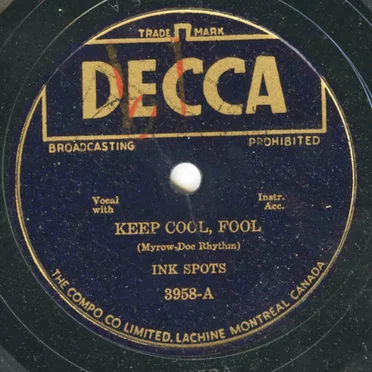 TRADE MARK
DECCA
BROADCASTING PROHIBITED
Vocal with
Instr. Acc.
KEEP COOL, FOOL
(Myrow-Doc Rhythm)
INK SPOTS
3958-A
THE COMPO CO LIMITED, LACHINE MONTREAL CANADA